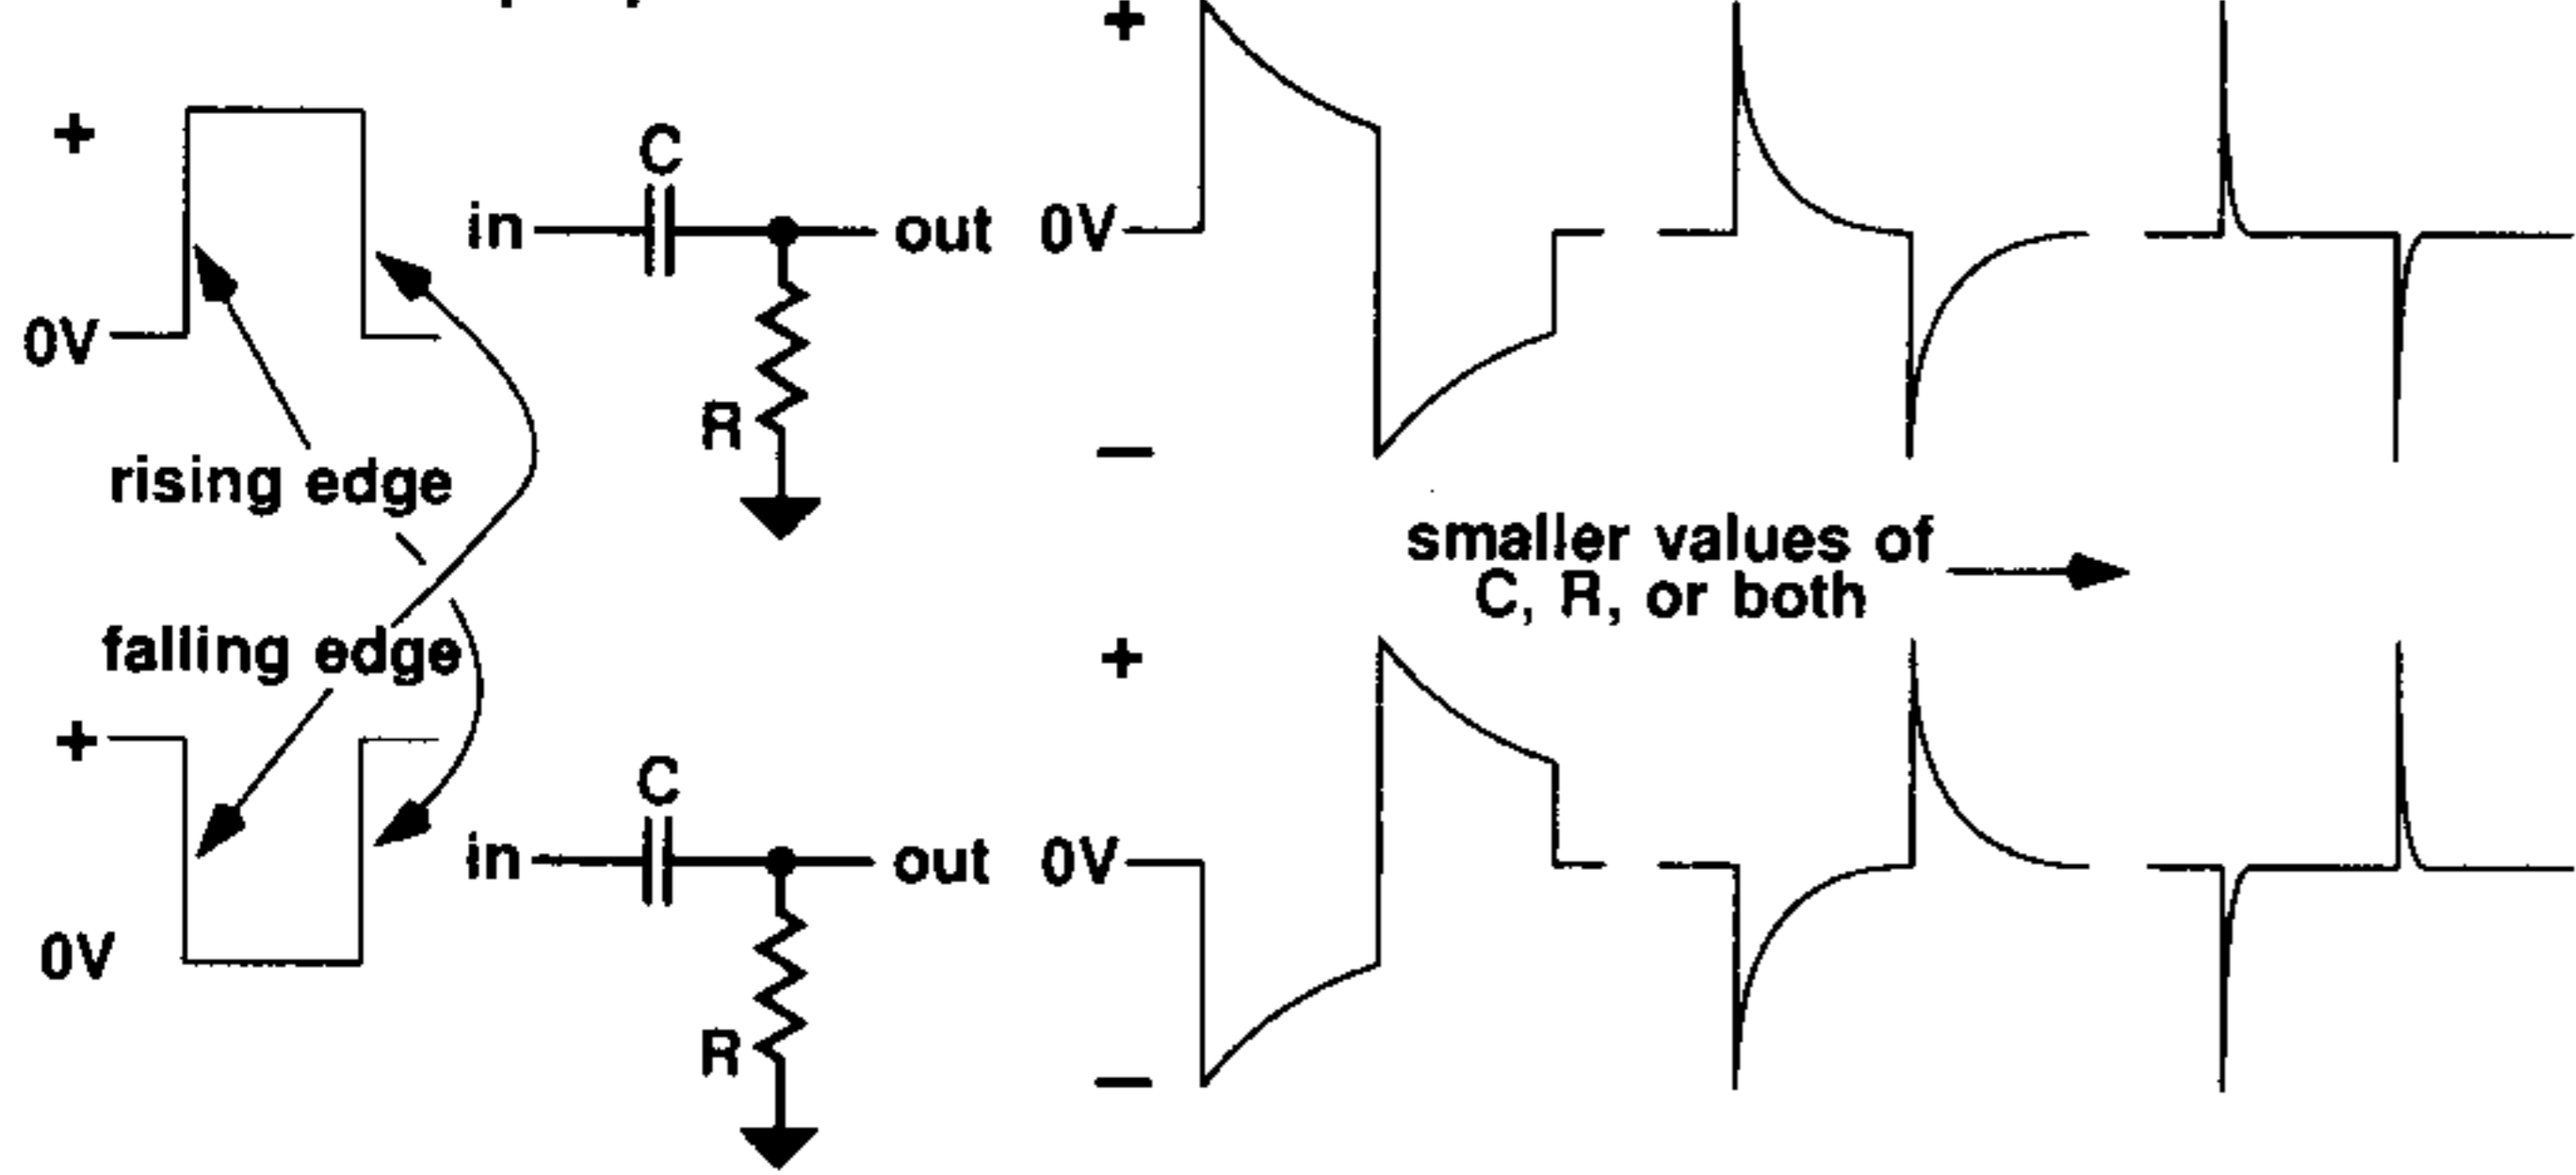 +
0V
rising edge
in
C
out
R
+
0V
—
smaller values of
C, R, or both
falling edge
+
0V
in
C
out
R
+
0V
—